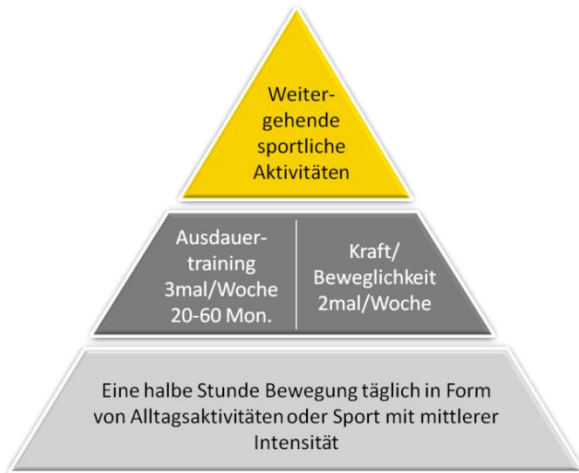 Weiter-
gehende
sportliche
Aktivitäten
Ausdauer-
training
3mal/Woche
20-60 Mon.
Kraft/
Beweglichkeit
2mal/Woche
Eine halbe Stunde Bewegung täglich in Form
von Alltagsaktivitäten oder Sport mit mittlerer
Intensität